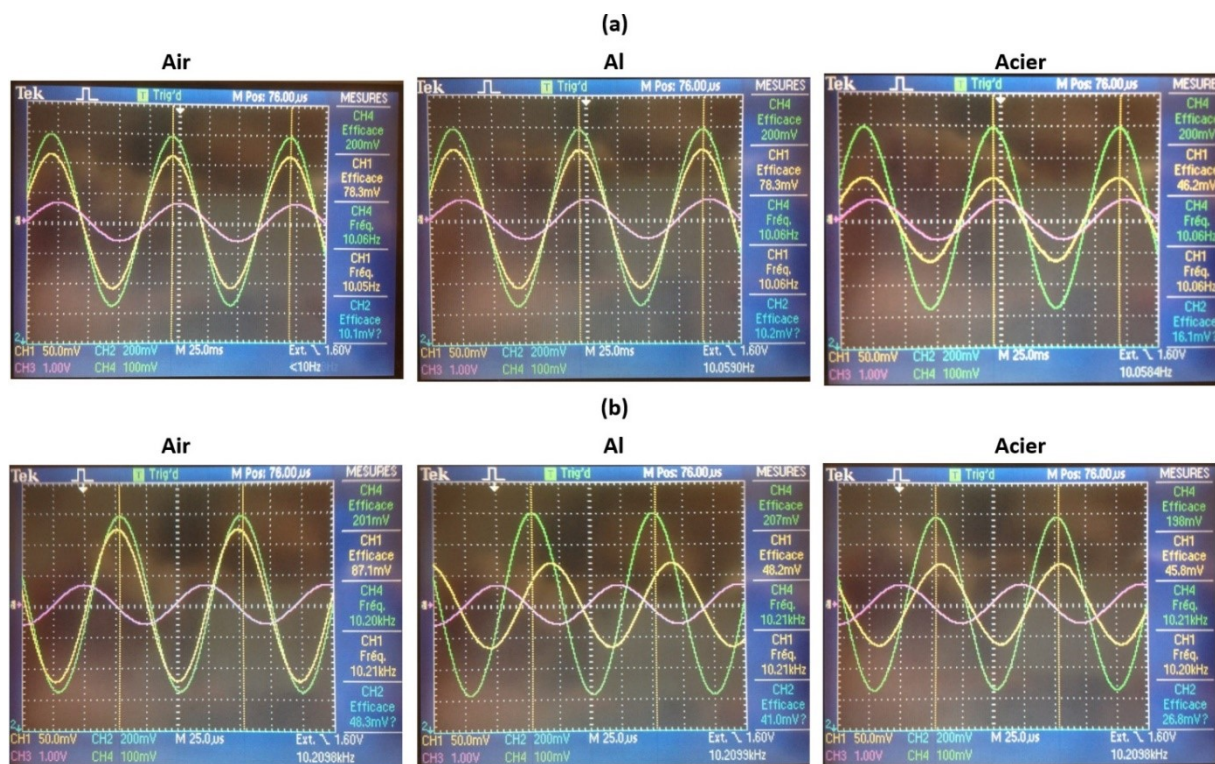 (a)
Air
Al
Acier
Tek
T Trig'd
M Pos: 76.00µs
MESURES
CH4
Efficace
200mV
CH1
Efficace
78.3mV
CH4
Fréq.
10.06Hz
CH1
Fréq.
10.05Hz
CH2
Efficace
10.1mV?
2
CH1 50.0mV CH2 200mV M 25.0ms Ext. 1.60V
CH3 1.00V CH4 100mV <10Hz
Tek
T Trig'd
M Pos: 76.00µs
MESURES
CH4
Efficace
200mV
CH1
Efficace
78.3mV
CH4
Fréq.
10.06Hz
CH1
Fréq.
10.06Hz
CH2
Efficace
10.2mV?
2
CH1 50.0mV CH2 200mV M 25.0ms Ext. 1.60V
CH3 1.00V CH4 100mV 10.0590Hz
Tek
T Trig'd
M Pos: 76.00µs
MESURES
CH4
Efficace
200mV
CH1
Efficace
46.2mV
CH4
Fréq.
10.06Hz
CH1
Fréq.
10.06Hz
CH2
Efficace
16.1mV?
2
CH1 50.0mV CH2 200mV M 25.0ms Ext. 1.60V
CH3 1.00V CH4 100mV 10.0584Hz
(b)
Air
Al
Acier
Tek
T Trig'd
M Pos: 76.00µs
MESURES
CH4
Efficace
201mV
CH1
Efficace
87.1mV
CH4
Fréq.
10.20kHz
CH1
Fréq.
10.21kHz
CH2
Efficace
48.3mV?
2
CH1 50.0mV CH2 200mV M 25.0µs Ext. 1.60V
CH3 1.00V CH4 100mV 10.2098kHz
Tek
T Trig'd
M Pos: 76.00µs
MESURES
CH4
Efficace
207mV
CH1
Efficace
48.2mV
CH4
Fréq.
10.21kHz
CH1
Fréq.
10.21kHz
CH2
Efficace
41.0mV?
2
CH1 50.0mV CH2 200mV M 25.0µs Ext. 1.60V
CH3 1.00V CH4 100mV 10.2099kHz
Tek
T Trig'd
M Pos: 76.00µs
MESURES
CH4
Efficace
198mV
CH1
Efficace
45.8mV
CH4
Fréq.
10.21kHz
CH1
Fréq.
10.20kHz
CH2
Efficace
26.8mV?
2
CH1 50.0mV CH2 200mV M 25.0µs Ext. 1.60V
CH3 1.00V CH4 100mV 10.2098kHz